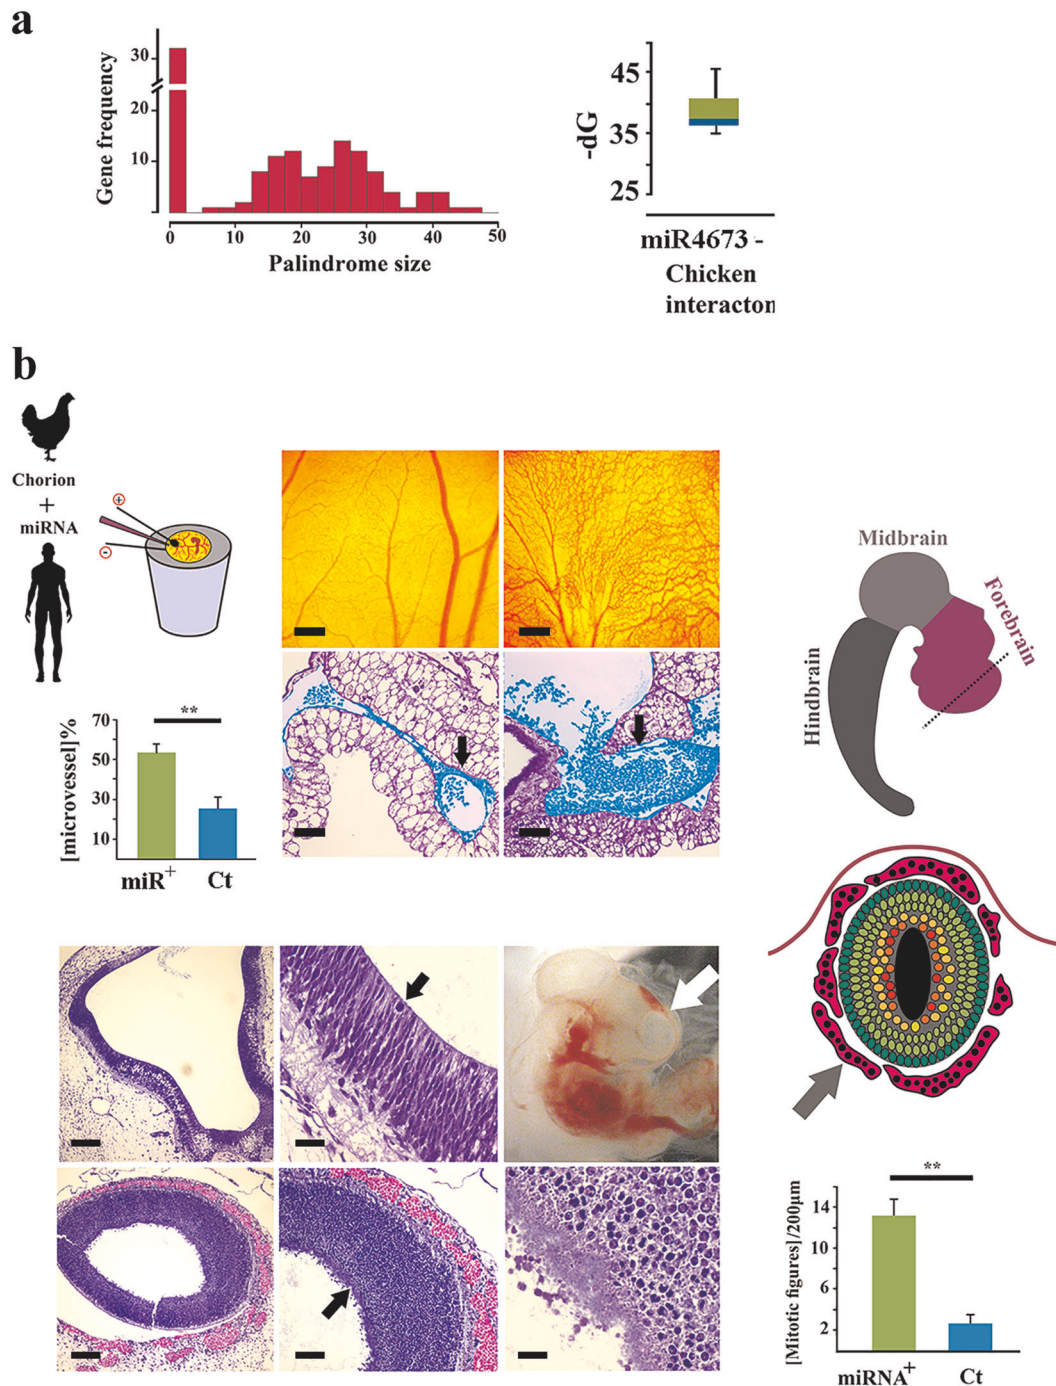 a
Gene frequency
30
20
10
0
10
20
30
40
50
Palindrome size
-dG
45
35
25
miR4673 -
Chicken
interacton
b
Chorion
+
miRNA
+
-
[microvessel]%
70
50
30
10
**
miR+
Ct
Midbrain
Forebrain
Hindbrain
[Mitotic figures]/200µm
14
10
6
2
**
miRNA+
Ct